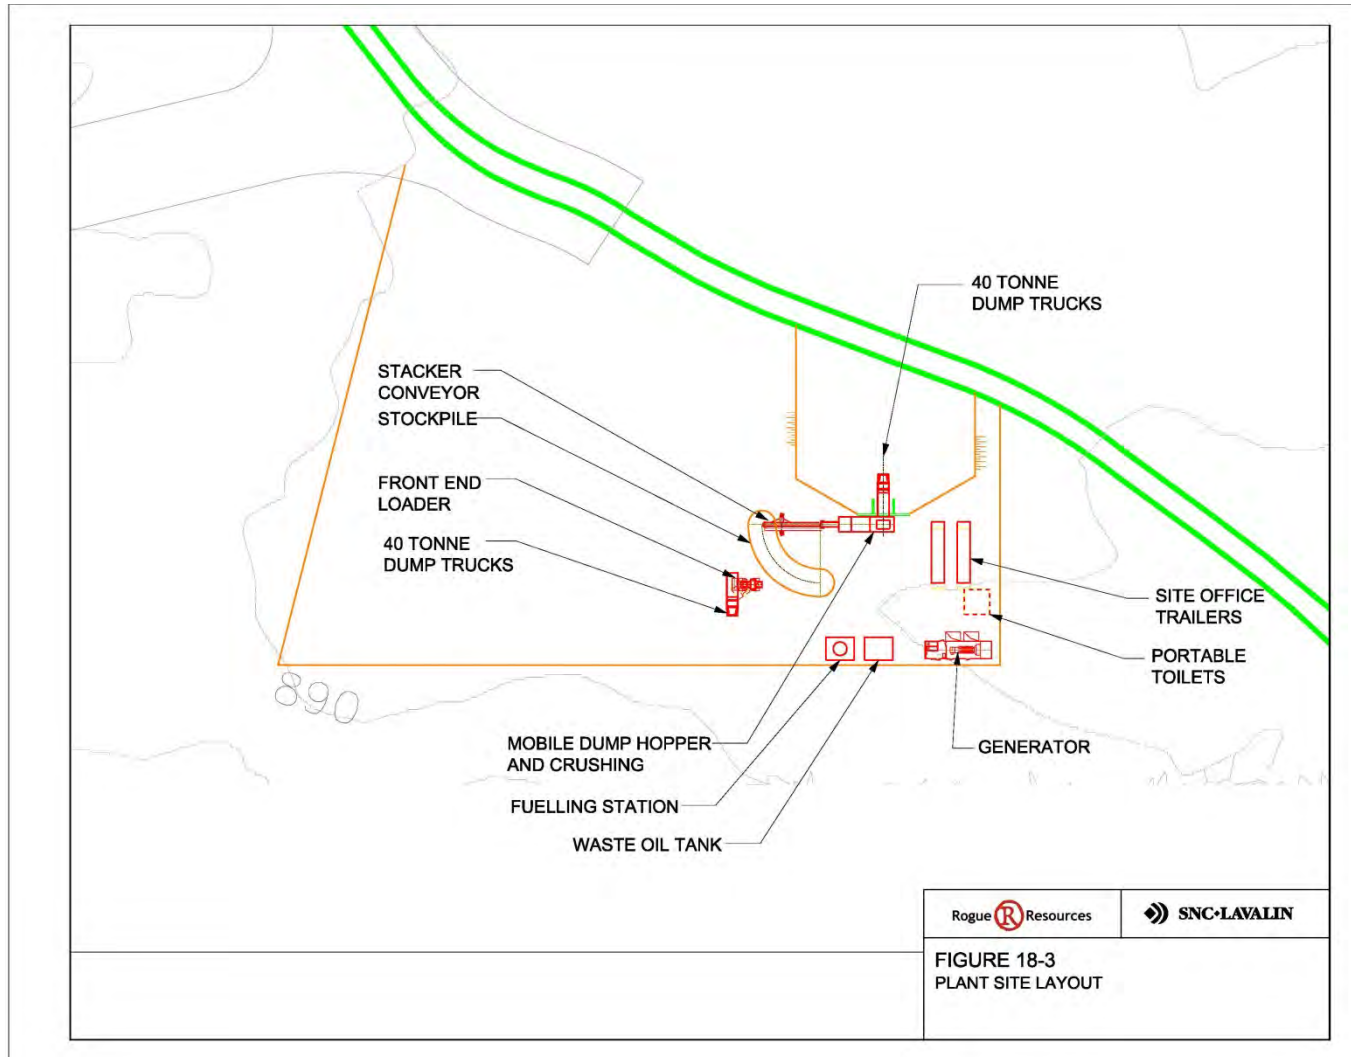 40 TONNE
DUMP TRUCKS
STACKER
CONVEYOR
STOCKPILE
FRONT END
LOADER
40 TONNE
DUMP TRUCKS
SITE OFFICE
TRAILERS
PORTABLE
TOILETS
890
MOBILE DUMP HOPPER
AND CRUSHING
GENERATOR
FUELLING STATION
WASTE OIL TANK
Rogue R Resources
SNC•LAVALIN
FIGURE 18-3
PLANT SITE LAYOUT